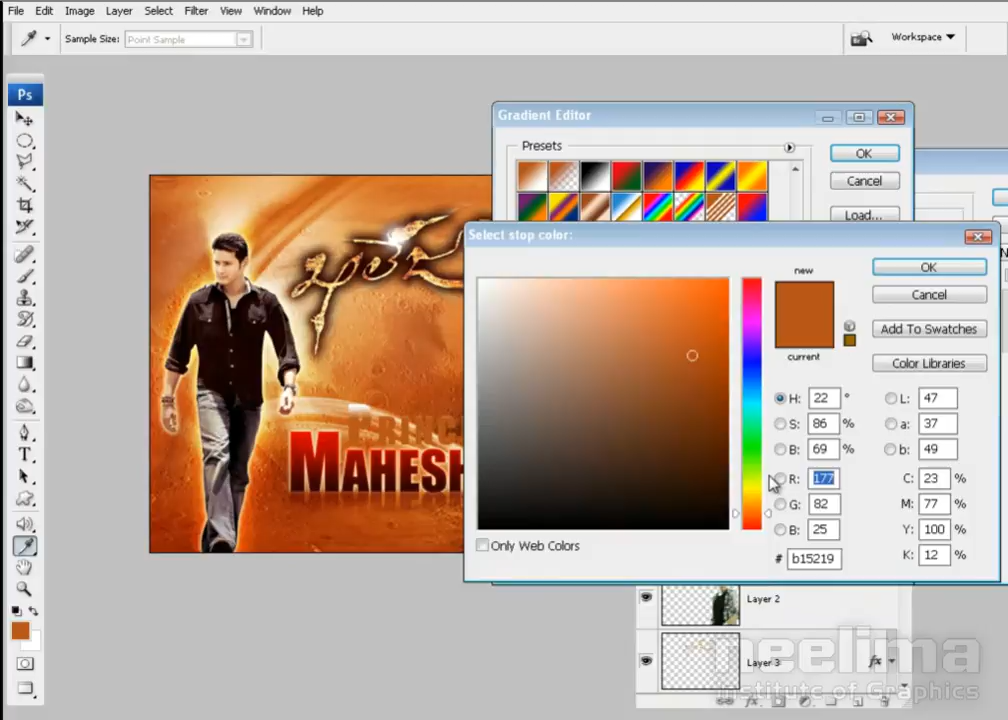 File Edit Image Layer Select Filter View Window Help
Sample Size: Point Sample
Workspace
Ps
Gradient Editor
Presets
OK
Cancel
Load...
Select stop color:
new
current
OK
Cancel
Add To Swatches
Color Libraries
H: 22 °
S: 86 %
B: 69 %
R: 177
G: 82
B: 25
# b15219
L: 47
a: 37
b: 49
C: 23 %
M: 77 %
Y: 100 %
K: 12 %
Only Web Colors
T
PRINC
MAHESH
Layer 2
Layer 3
fx
neelima
Institute of Graphics